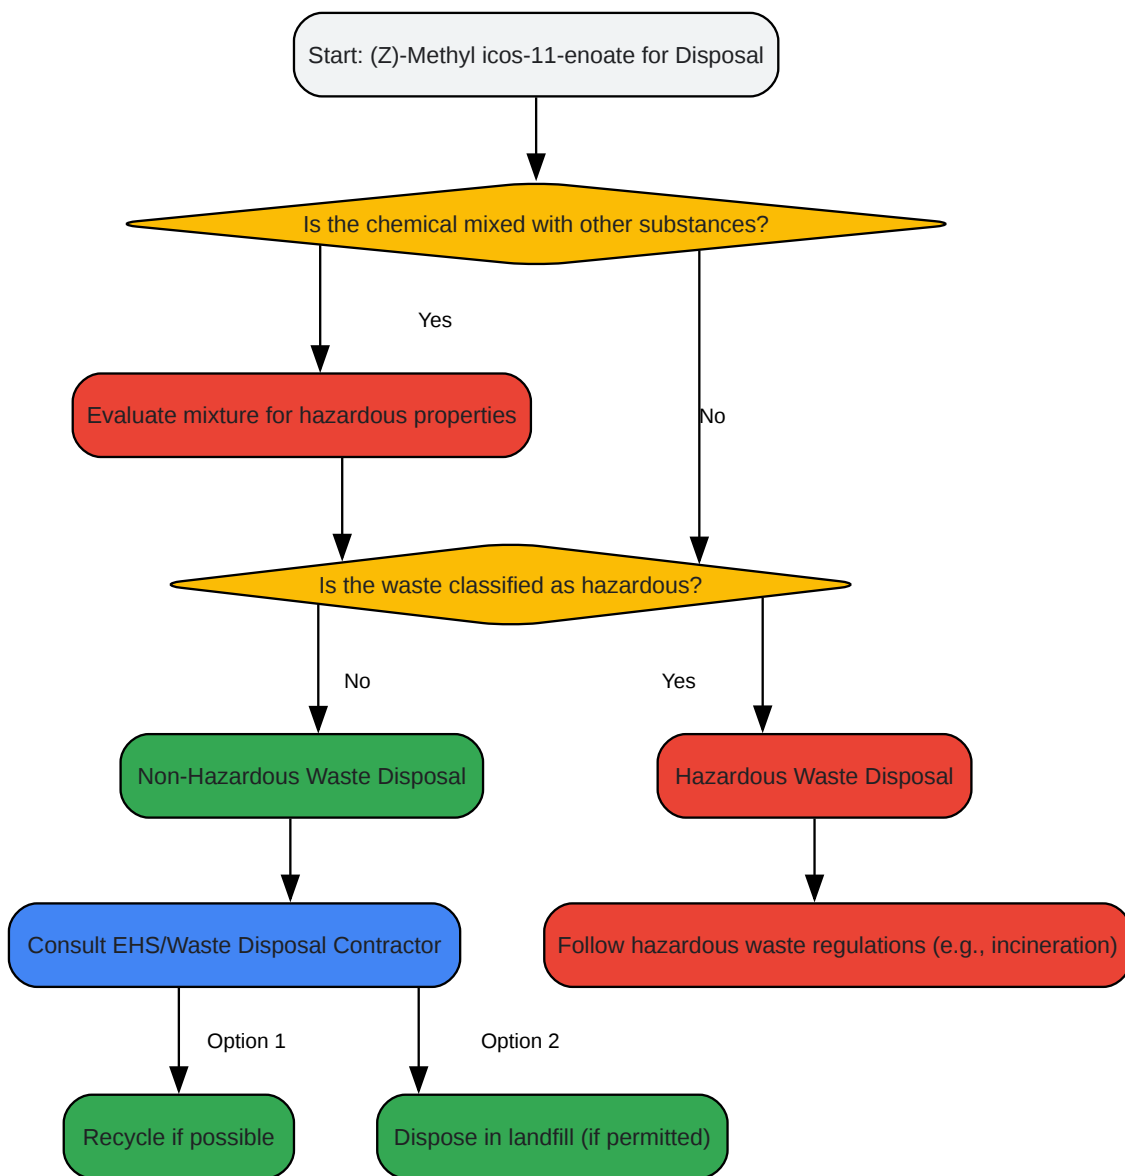 Start: (Z)-Methyl icos-11-enoate for Disposal
Is the chemical mixed with other substances?
Yes
Evaluate mixture for hazardous properties
No
Is the waste classified as hazardous?
No
Yes
Non-Hazardous Waste Disposal
Hazardous Waste Disposal
Consult EHS/Waste Disposal Contractor
Follow hazardous waste regulations (e.g., incineration)
Option 1
Option 2
Recycle if possible
Dispose in landfill (if permitted)